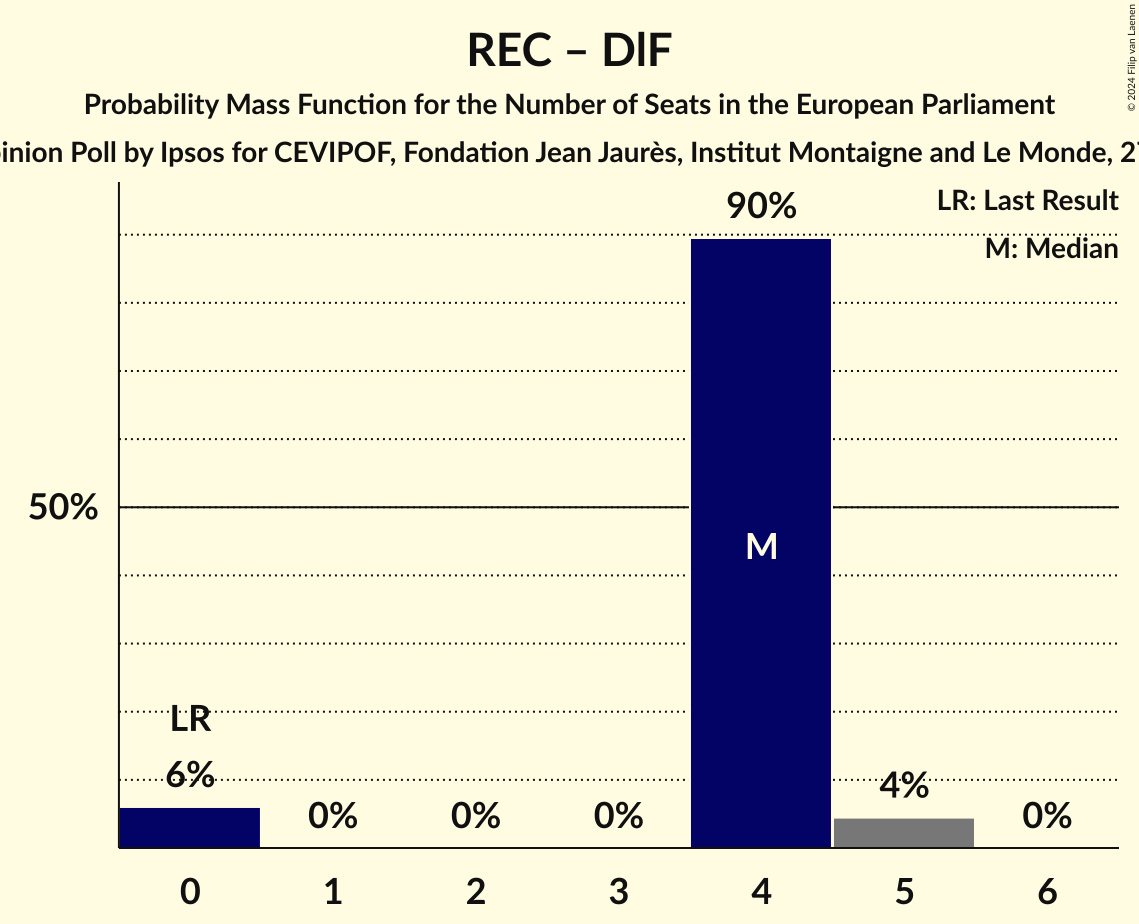 REC – DlF
Probability Mass Function for the Number of Seats in the European Parliament
inion Poll by Ipsos for CEVIPOF, Fondation Jean Jaurès, Institut Montaigne and Le Monde,
LR: Last Result
M: Median
90%
50%
M
LR
6%
0%
0%
0%
4%
0%
0 1 2 3 4 5 6
© 2024 Filip van Laenen